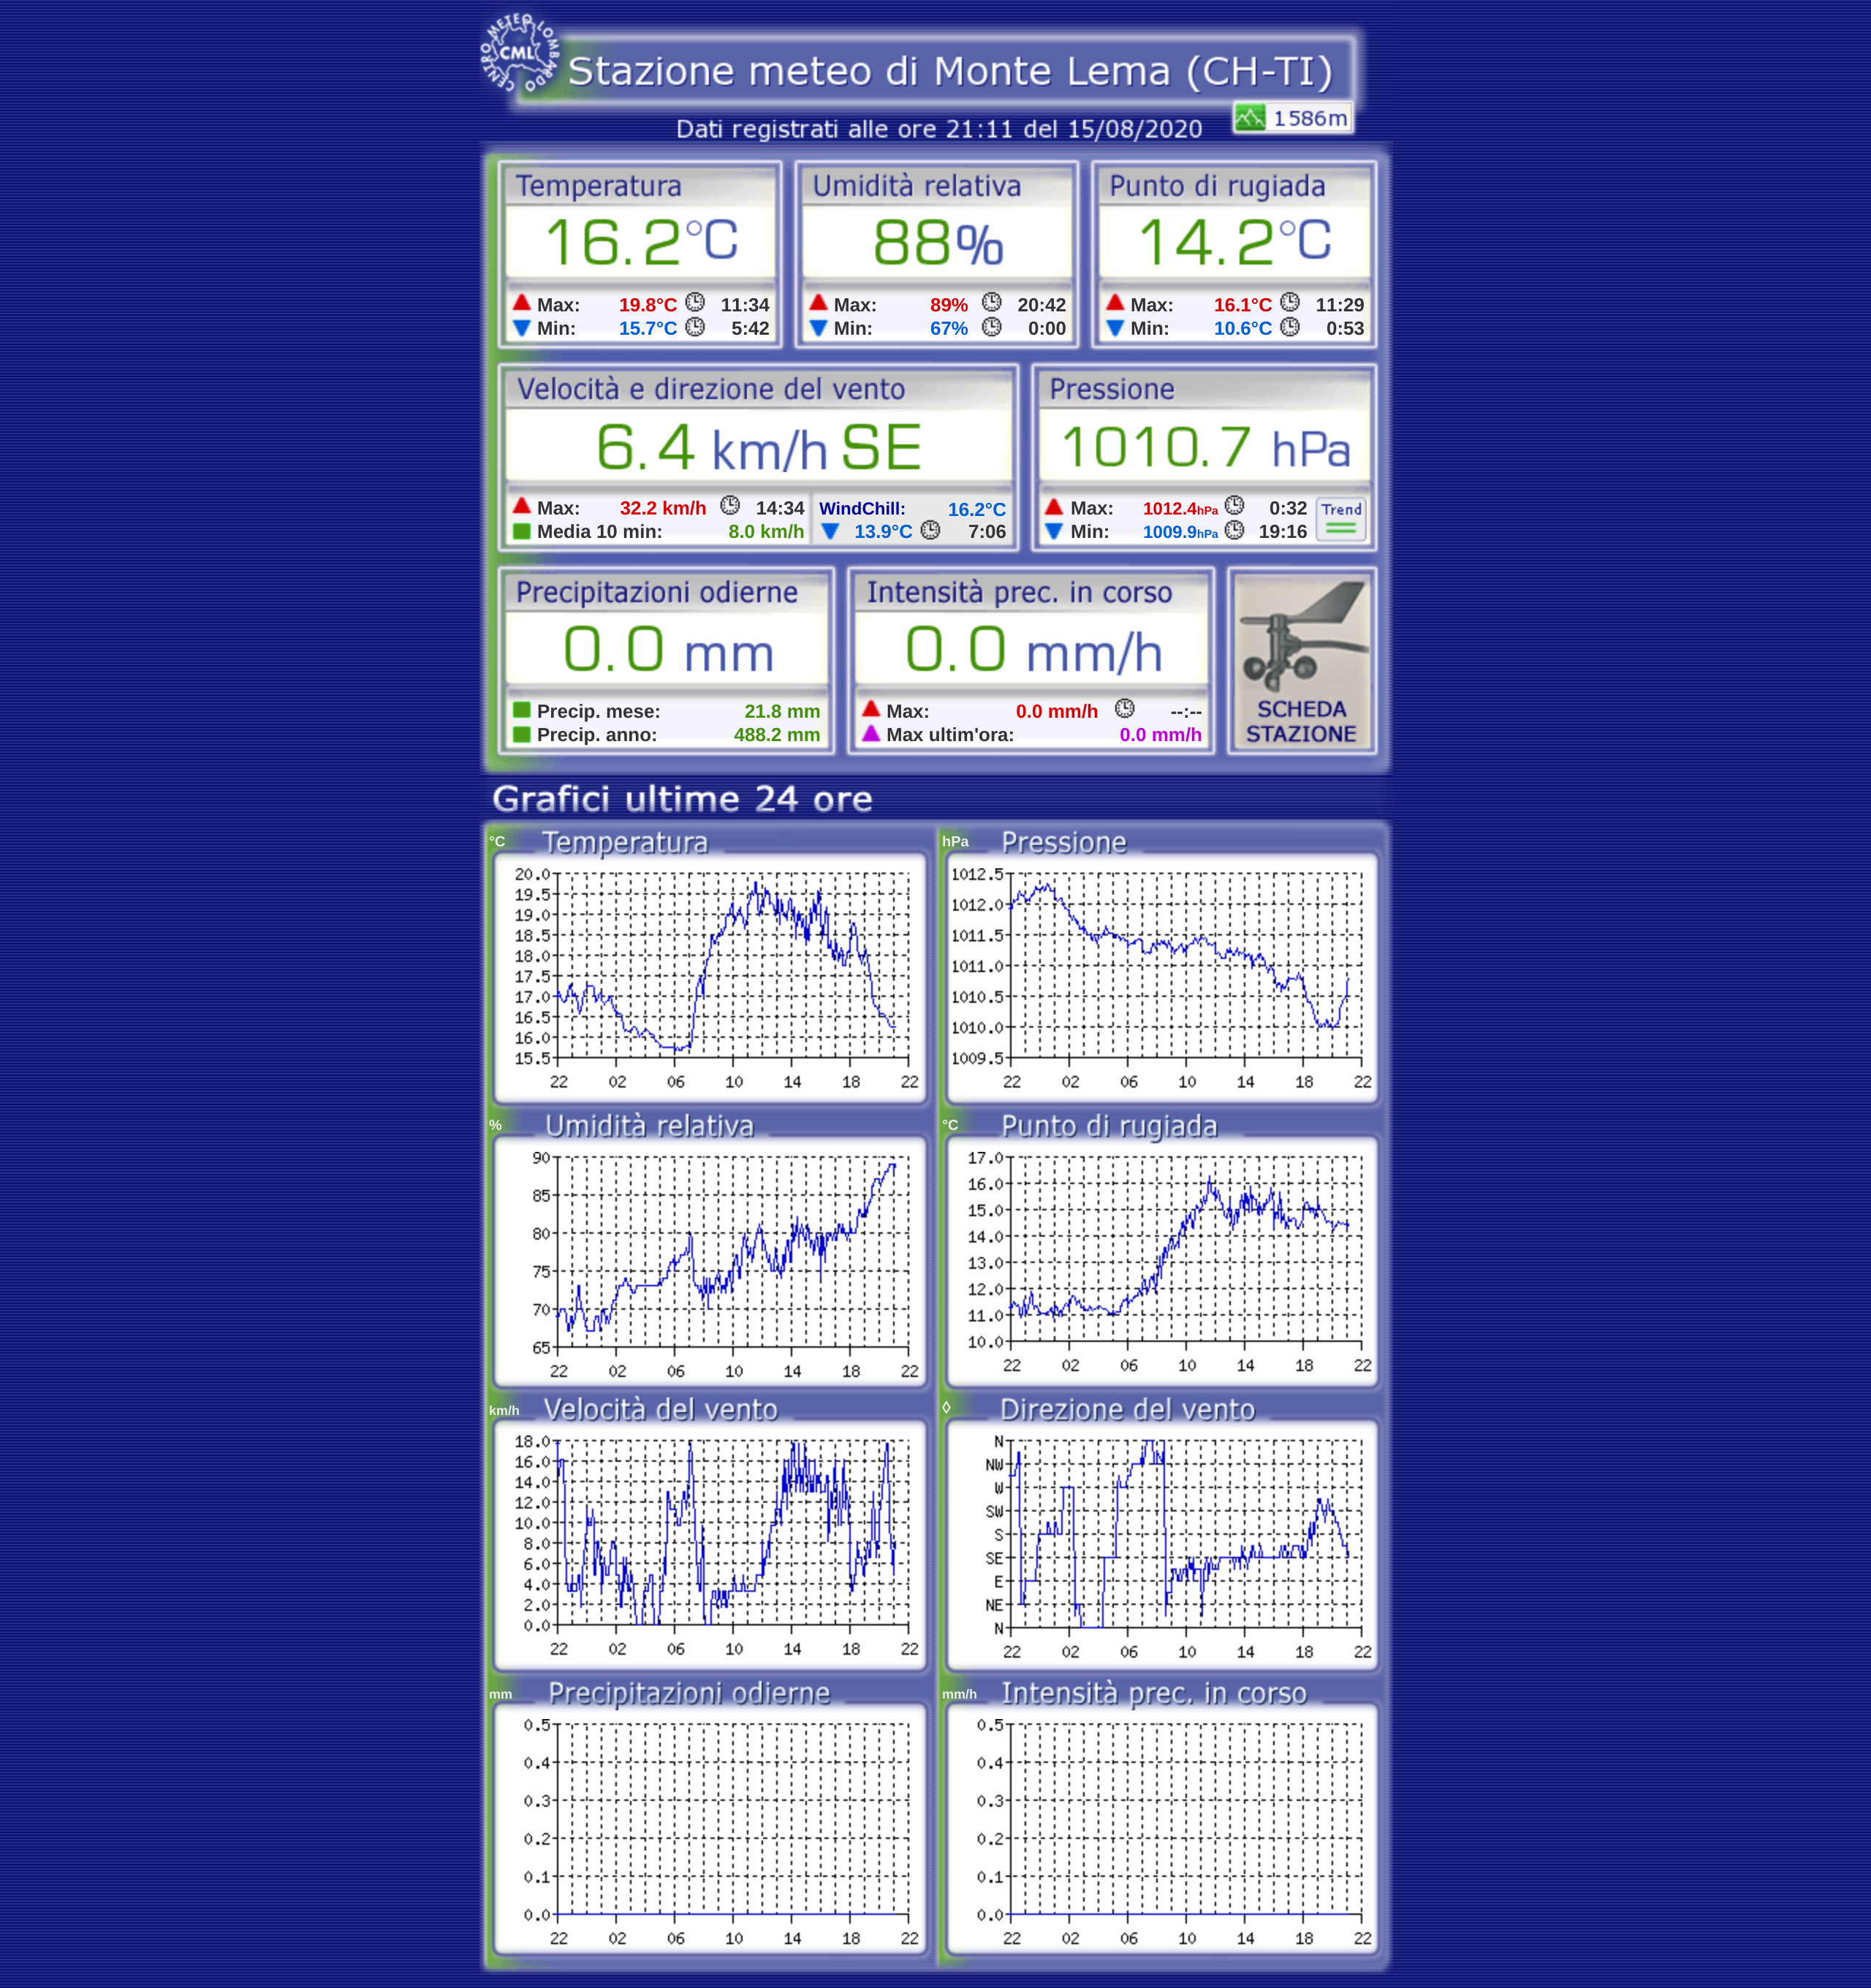 CENTRO METEO LOMBARDO
CML
Stazione meteo di Monte Lema (CH-TI)
1586m
Dati registrati alle ore 21:11 del 15/08/2020
Temperatura
16.2°C
Max: 19.8°C 11:34
Min: 15.7°C 5:42
Umidità relativa
88%
Max: 89% 20:42
Min: 67% 0:00
Punto di rugiada
14.2°C
Max: 16.1°C 11:29
Min: 10.6°C 0:53
Velocità e direzione del vento
6.4 km/h SE
Max: 32.2 km/h 14:34
Media 10 min: 8.0 km/h
WindChill: 16.2°C
13.9°C 7:06
Pressione
1010.7 hPa
Max: 1012.4hPa 0:32
Min: 1009.9hPa 19:16
Trend
Precipitazioni odierne
0.0 mm
Precip. mese: 21.8 mm
Precip. anno: 488.2 mm
Intensità prec. in corso
0.0 mm/h
Max: 0.0 mm/h --:--
Max ultim'ora: 0.0 mm/h
SCHEDA
STAZIONE
Grafici ultime 24 ore
°C Temperatura
20.0
19.5
19.0
18.5
18.0
17.5
17.0
16.5
16.0
15.5
22 02 06 10 14 18 22
hPa Pressione
1012.5
1012.0
1011.5
1011.0
1010.5
1010.0
1009.5
22 02 06 10 14 18 22
% Umidità relativa
90
85
80
75
70
65
22 02 06 10 14 18 22
°C Punto di rugiada
17.0
16.0
15.0
14.0
13.0
12.0
11.0
10.0
22 02 06 10 14 18 22
km/h Velocità del vento
18.0
16.0
14.0
12.0
10.0
8.0
6.0
4.0
2.0
0.0
22 02 06 10 14 18 22
◊ Direzione del vento
N
NW
W
SW
S
SE
E
NE
N
22 02 06 10 14 18 22
mm Precipitazioni odierne
0.5
0.4
0.3
0.2
0.1
0.0
22 02 06 10 14 18 22
mm/h Intensità prec. in corso
0.5
0.4
0.3
0.2
0.1
0.0
22 02 06 10 14 18 22